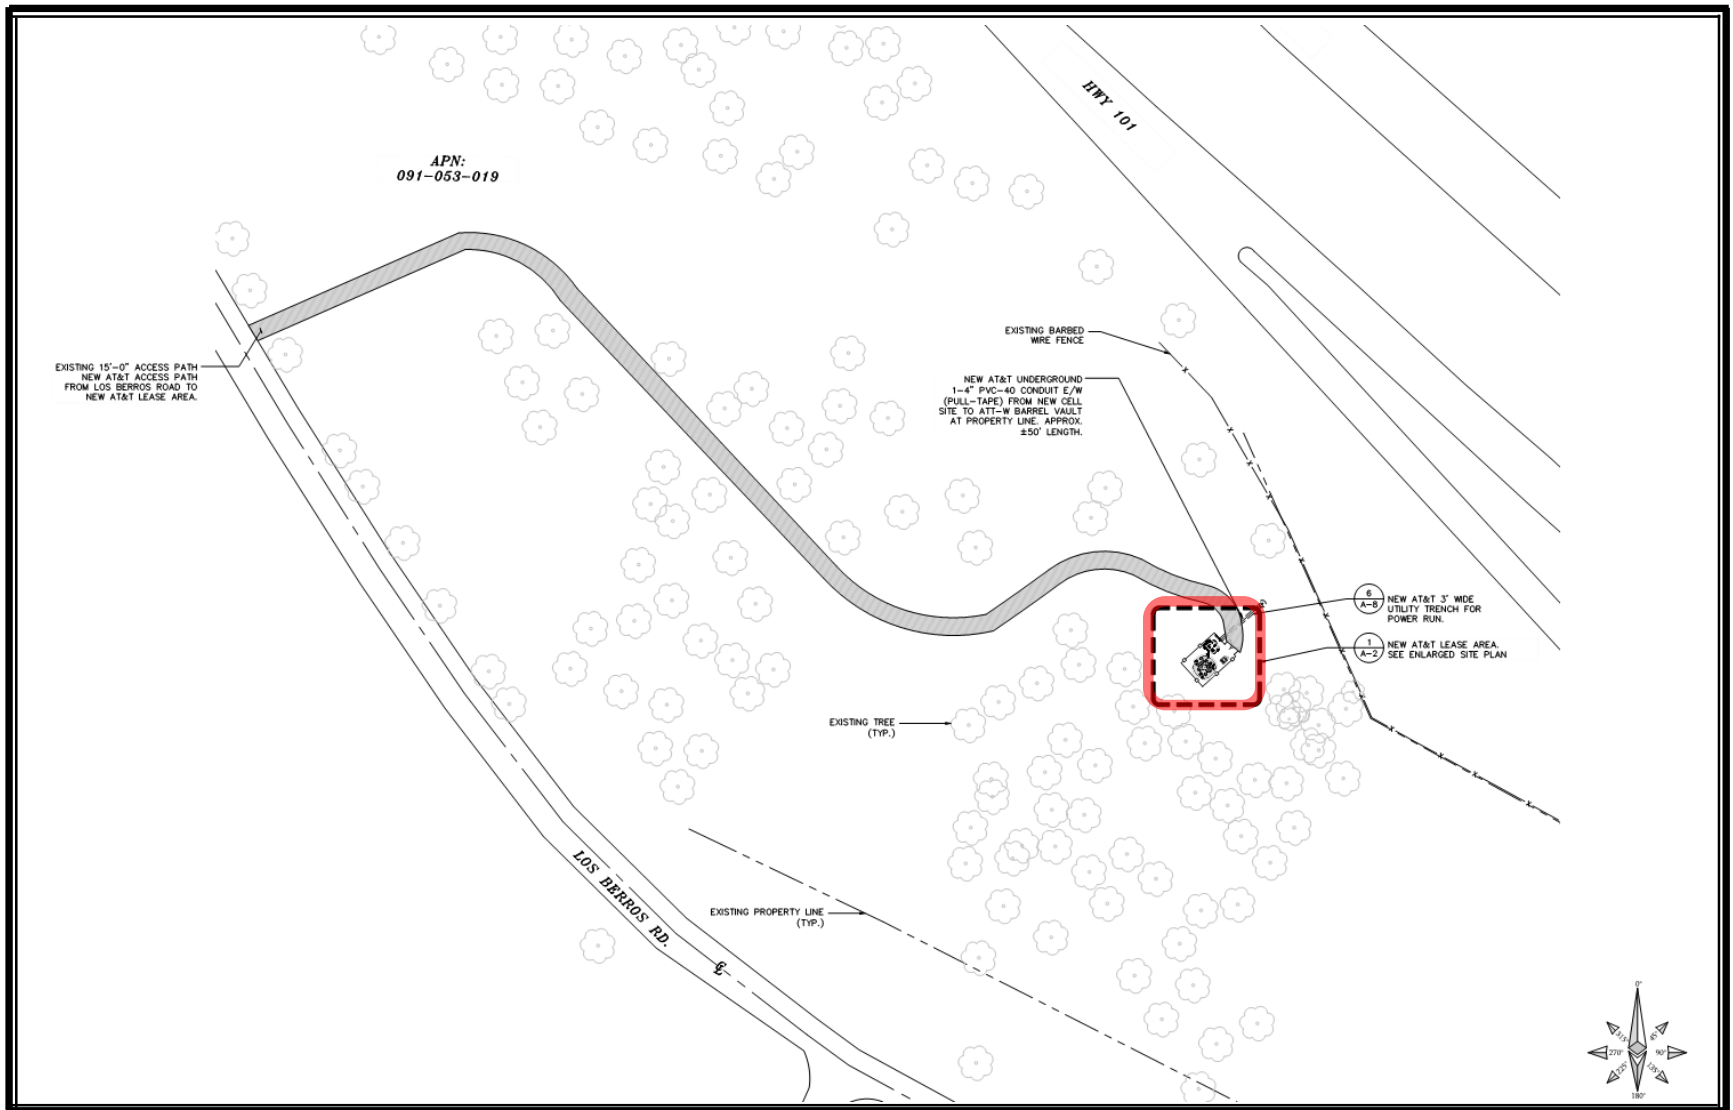 HWY 101
APN:
091-053-019
EXISTING BARBED
WIRE FENCE
EXISTING 15'-0" ACCESS PATH
NEW AT&T ACCESS PATH
FROM LOS BERROS ROAD TO
NEW AT&T LEASE AREA.
NEW AT&T UNDERGROUND
1-4" PVC-40 CONDUIT E/W
(PULL-TAPE) FROM NEW CELL
SITE TO ATT-W BARREL VAULT
AT PROPERTY LINE. APPROX.
±50' LENGTH.
6
A-8
NEW AT&T 3' WIDE
UTILITY TRENCH FOR
POWER RUN.
1
A-2
NEW AT&T LEASE AREA.
SEE ENLARGED SITE PLAN
EXISTING TREE
(TYP.)
LOS BERROS RD.
EXISTING PROPERTY LINE
(TYP.)
0°
315°
45°
270°
90°
225°
135°
180°